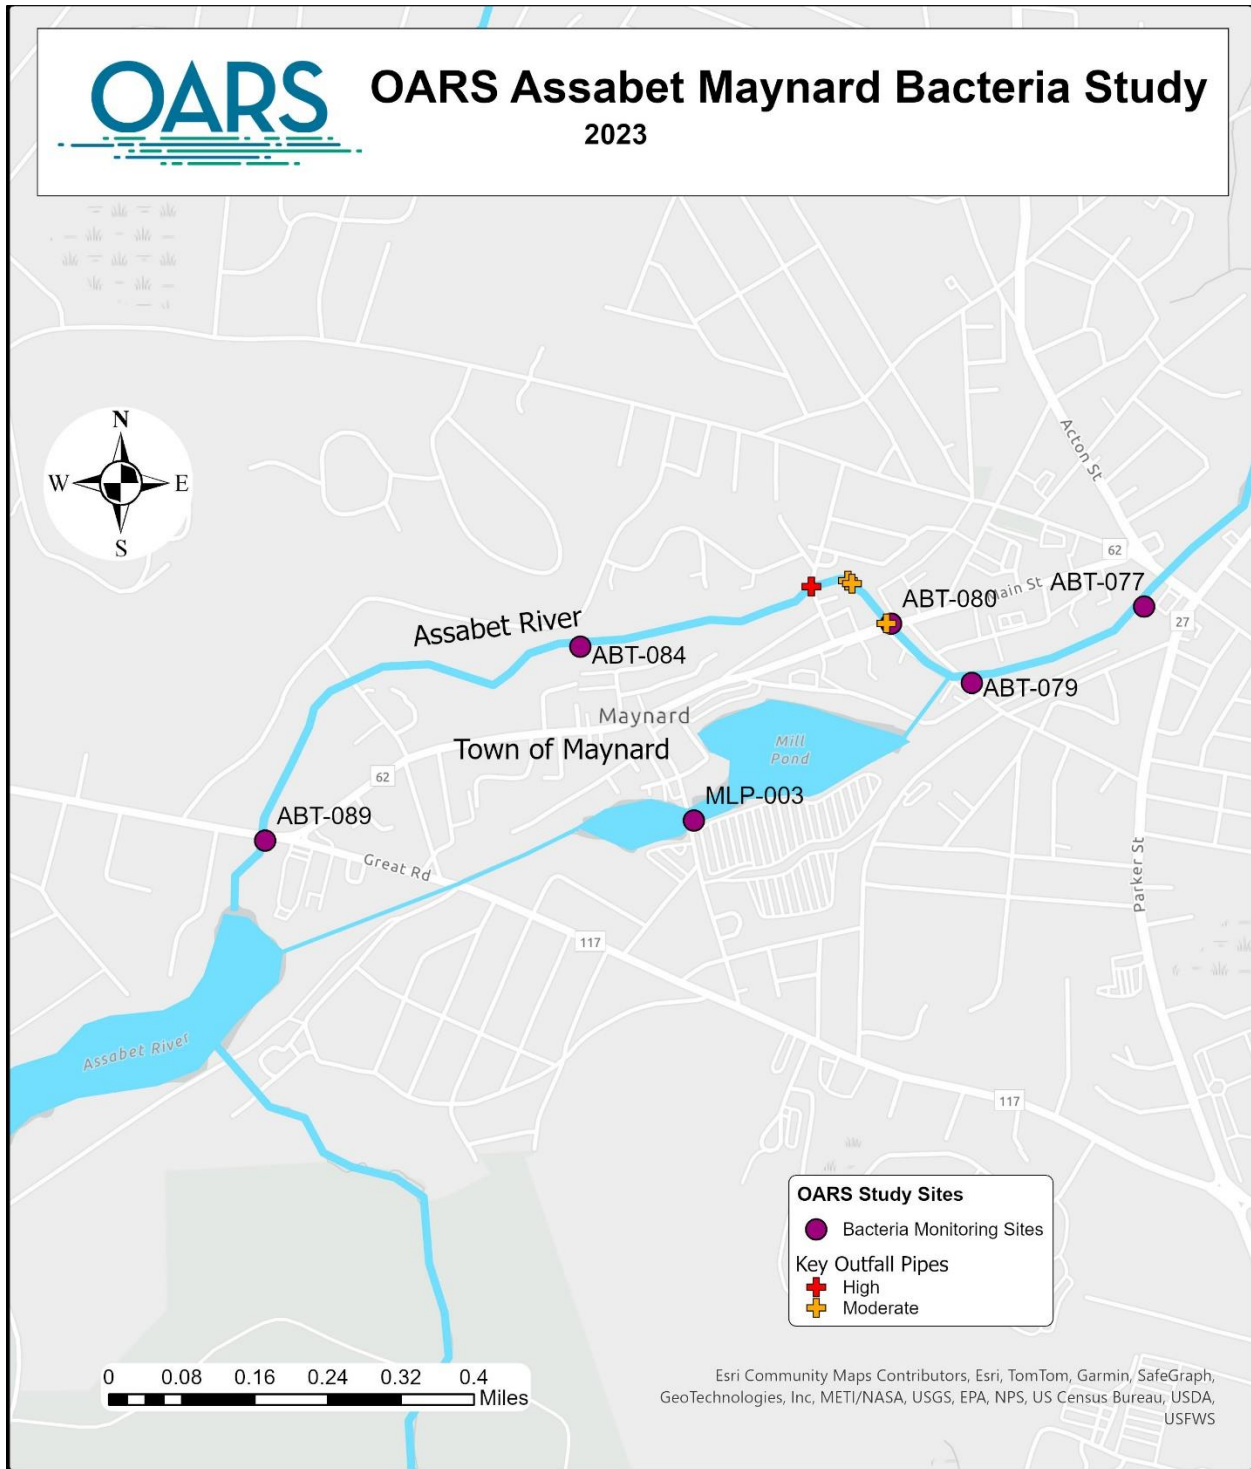 OARS
OARS Assabet Maynard Bacteria Study
2023
N
W
E
S
Acton St
62
Main St
ABT-077
ABT-080
27
Assabet River
ABT-084
ABT-079
Maynard
Town of Maynard
Mill
Pond
62
MLP-003
ABT-089
Great Rd
Parker St
117
Assabet River
117
OARS Study Sites
Bacteria Monitoring Sites
Key Outfall Pipes
High
Moderate
0 0.08 0.16 0.24 0.32 0.4
Miles
Esri Community Maps Contributors, Esri, TomTom, Garmin, SafeGraph,
GeoTechnologies, Inc, METI/NASA, USGS, EPA, NPS, US Census Bureau, USDA,
USFWS